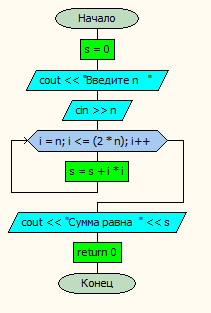 Начало
s = 0
cout << "Введите n   "
cin >> n
i = n; i <= (2 * n); i++
s = s + i * i
cout << "Сумма равна  " << s
return 0
Конец